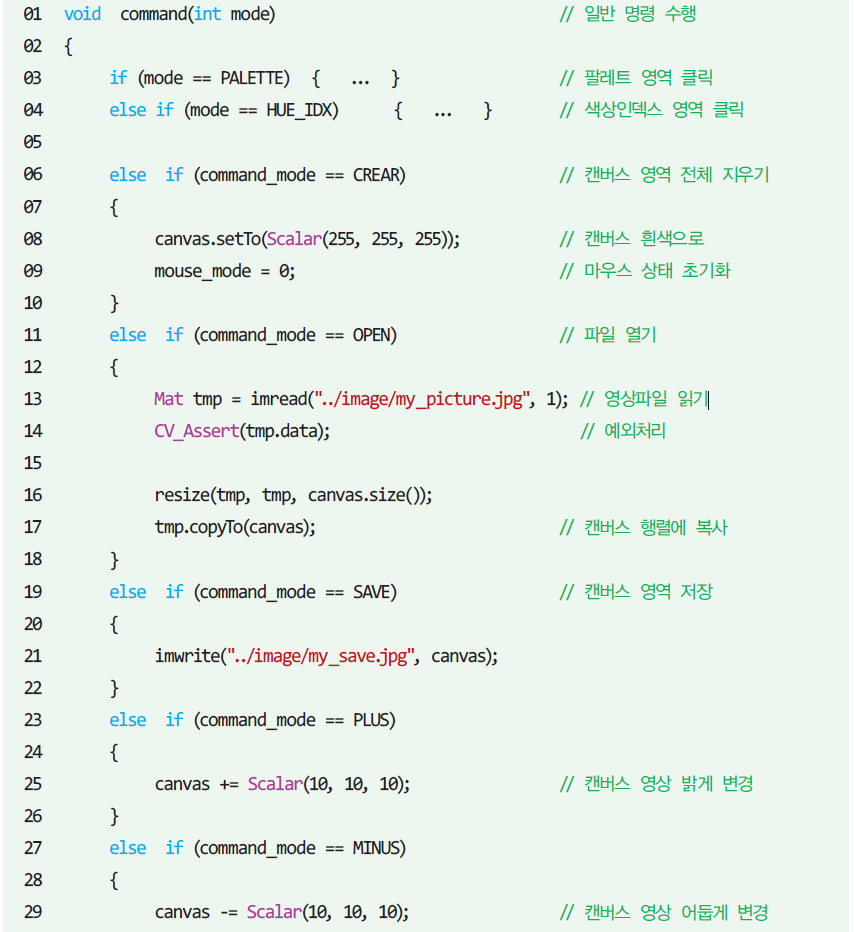 01 void command(int mode) // 일반 명령 수행
02 {
03 if (mode == PALETTE) { ... } // 팔레트 영역 클릭
04 else if (mode == HUE_IDX) { ... } // 색상인덱스 영역 클릭
05
06 else if (command_mode == CREAR) // 캔버스 영역 전체 지우기
07 {
08 canvas.setTo(Scalar(255, 255, 255)); // 캔버스 흰색으로
09 mouse_mode = 0; // 마우스 상태 초기화
10 }
11 else if (command_mode == OPEN) // 파일 열기
12 {
13 Mat tmp = imread("../image/my_picture.jpg", 1); // 영상파일 읽기
14 CV_Assert(tmp.data); // 예외처리
15
16 resize(tmp, tmp, canvas.size());
17 tmp.copyTo(canvas); // 캔버스 행렬에 복사
18 }
19 else if (command_mode == SAVE) // 캔버스 영역 저장
20 {
21 imwrite("../image/my_save.jpg", canvas);
22 }
23 else if (command_mode == PLUS)
24 {
25 canvas += Scalar(10, 10, 10); // 캔버스 영상 밝게 변경
26 }
27 else if (command_mode == MINUS)
28 {
29 canvas -= Scalar(10, 10, 10); // 캔버스 영상 어둡게 변경